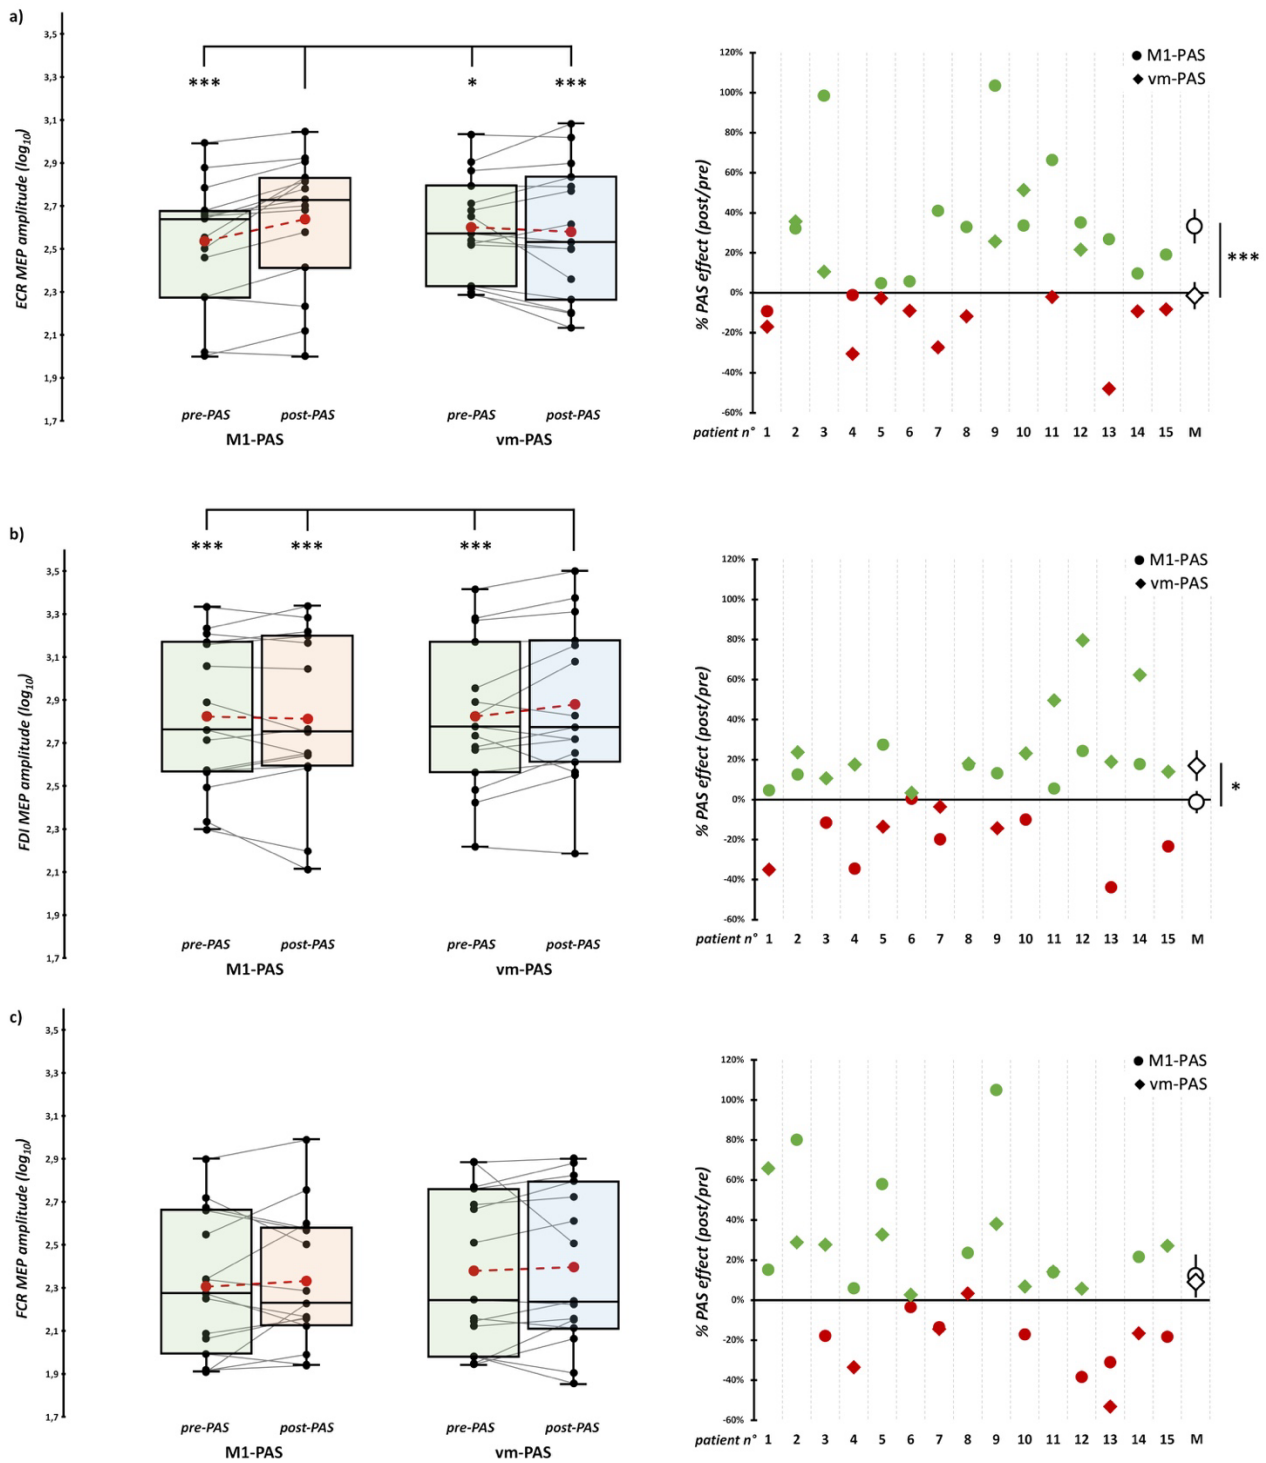 a)
ECR MEP amplitude (log10)
3,5
3,3
3,1
2,9
2,7
2,5
2,3
2,1
1,9
1,7
*** * ***
pre-PAS post-PAS pre-PAS post-PAS
M1-PAS vm-PAS
% PAS effect (post/pre)
120%
100%
80%
60%
40%
20%
0%
-20%
-40%
-60%
M1-PAS
vm-PAS
***
patient n° 1 2 3 4 5 6 7 8 9 10 11 12 13 14 15 M
b)
FDI MEP amplitude (log10)
3,5
3,3
3,1
2,9
2,7
2,5
2,3
2,1
1,9
1,7
*** *** ***
pre-PAS post-PAS pre-PAS post-PAS
M1-PAS vm-PAS
% PAS effect (post/pre)
120%
100%
80%
60%
40%
20%
0%
-20%
-40%
-60%
M1-PAS
vm-PAS
*
patient n° 1 2 3 4 5 6 7 8 9 10 11 12 13 14 15 M
c)
FCR MEP amplitude (log10)
3,5
3,3
3,1
2,9
2,7
2,5
2,3
2,1
1,9
1,7
pre-PAS post-PAS pre-PAS post-PAS
M1-PAS vm-PAS
% PAS effect (post/pre)
120%
100%
80%
60%
40%
20%
0%
-20%
-40%
-60%
M1-PAS
vm-PAS
patient n° 1 2 3 4 5 6 7 8 9 10 11 12 13 14 15 M